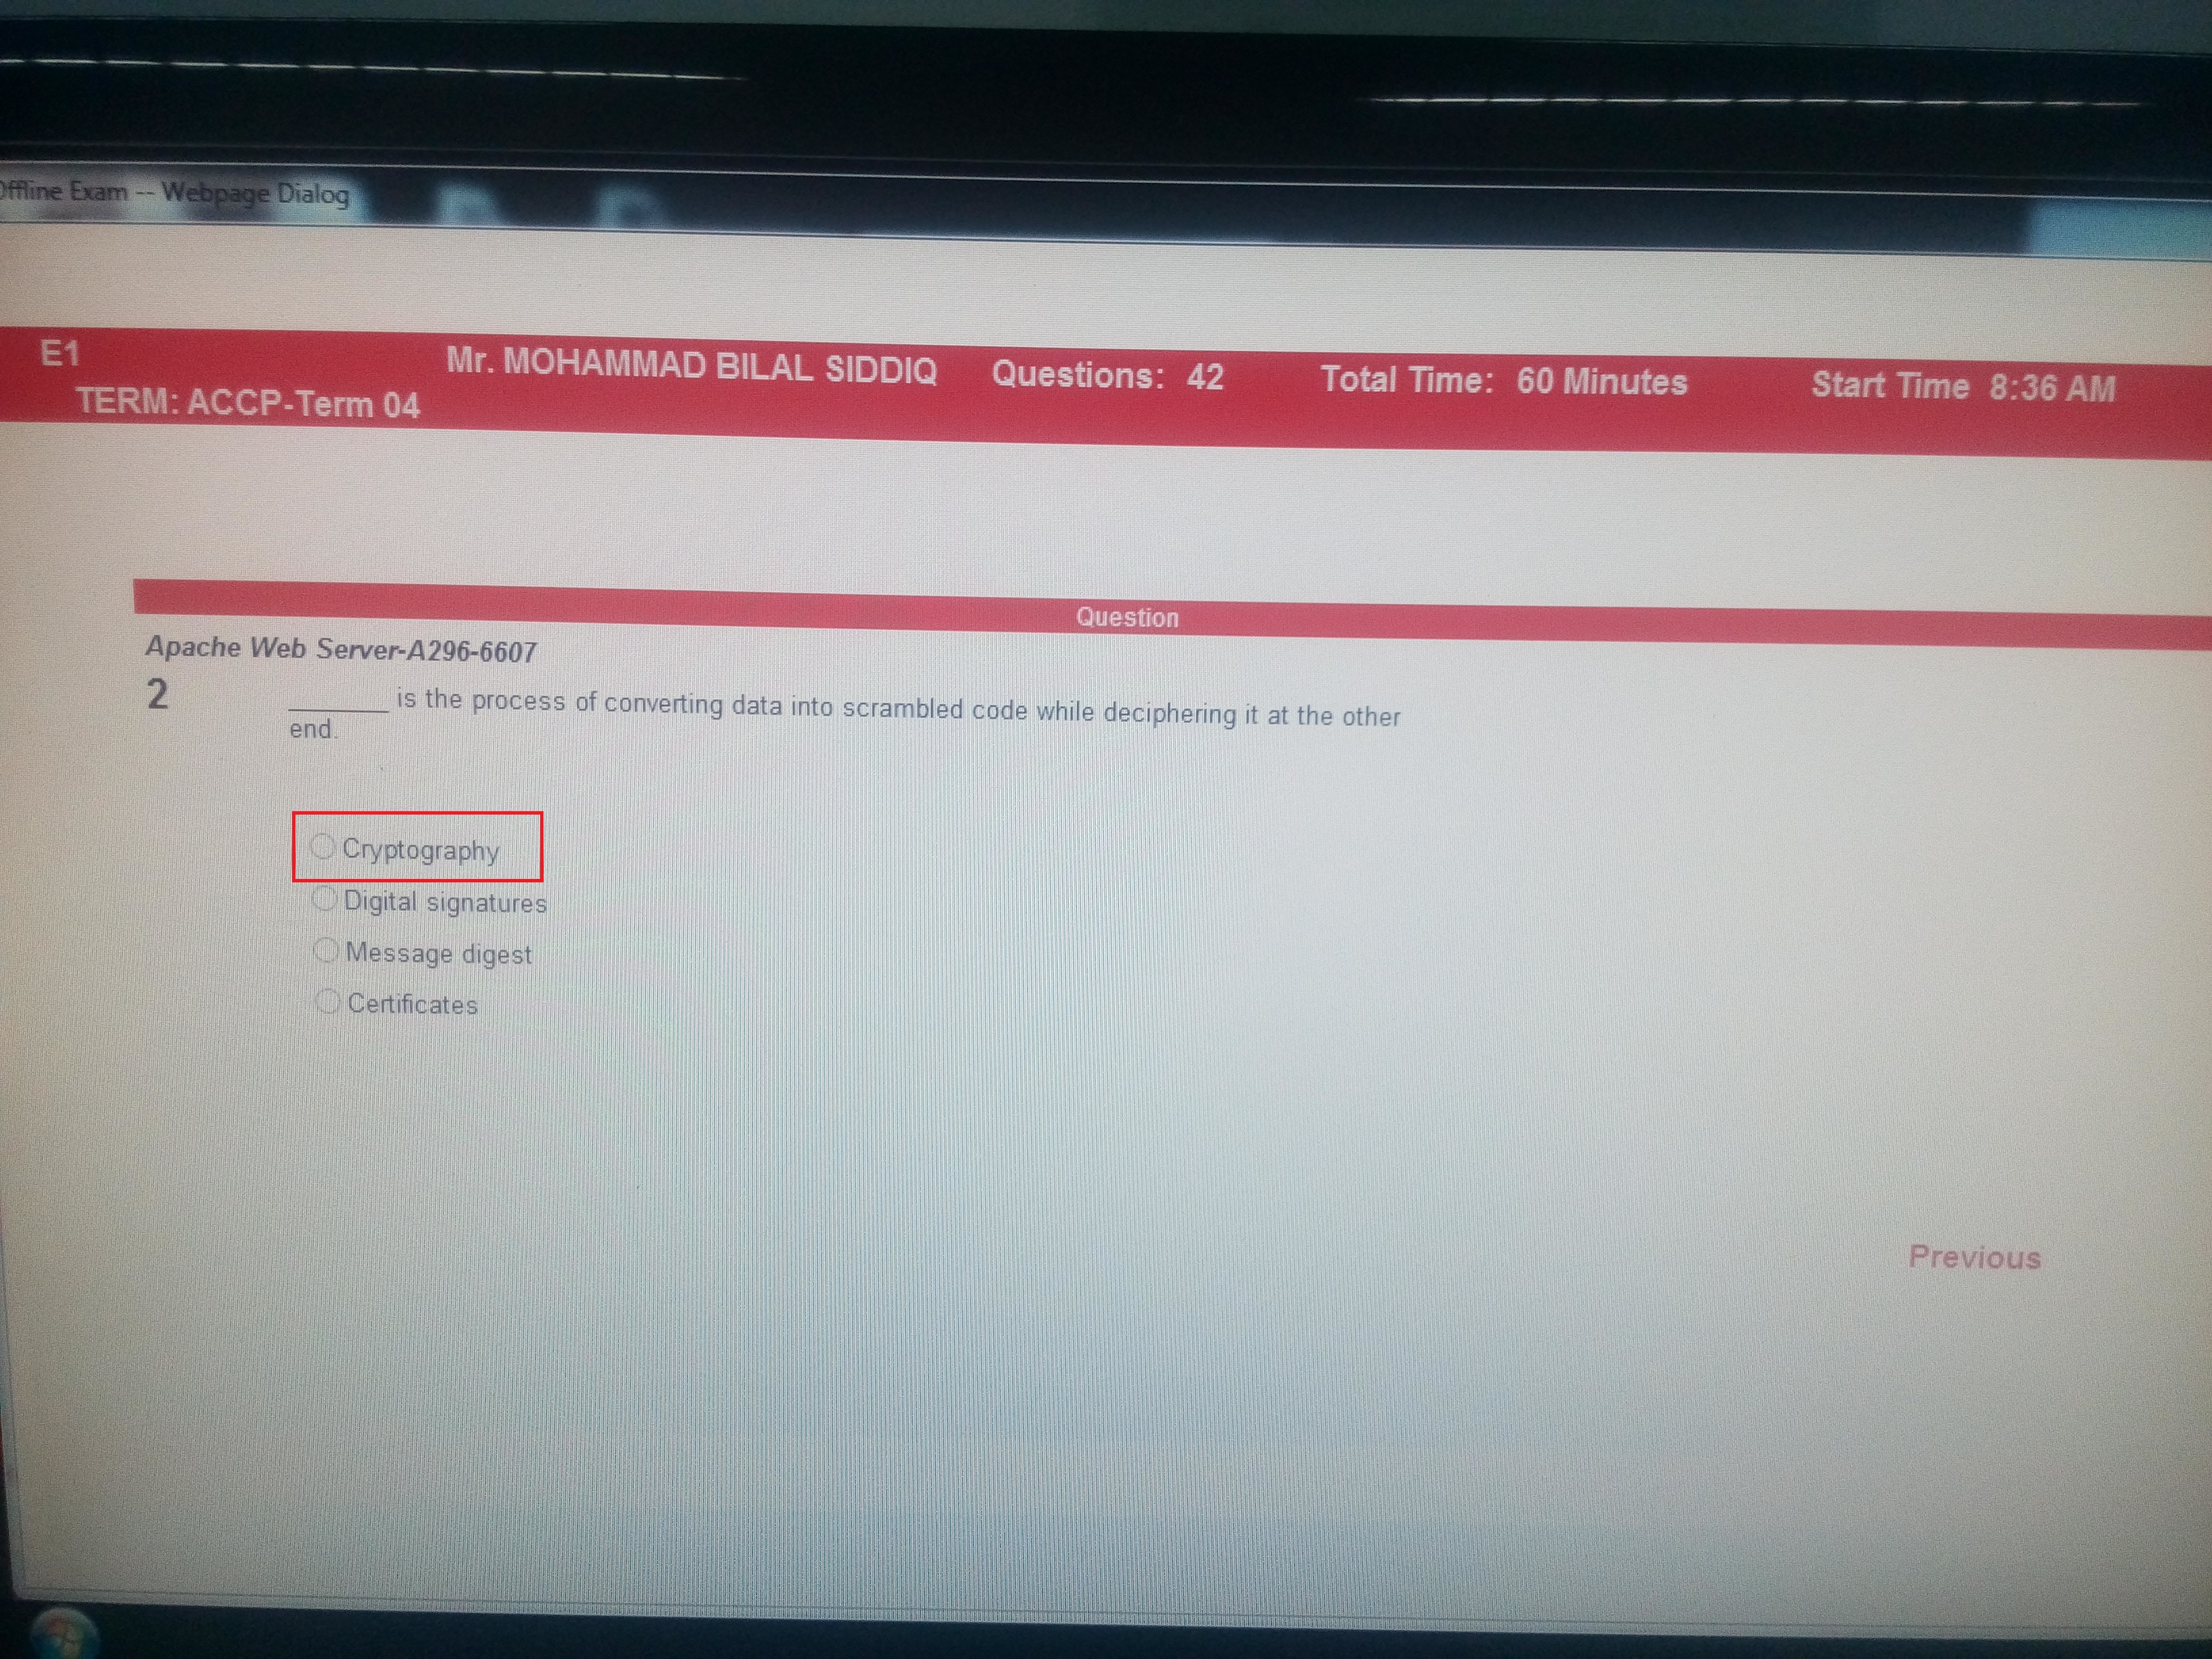 Offline Exam -- Webpage Dialog
E1 Mr. MOHAMMAD BILAL SIDDIQ Questions: 42 Total Time: 60 Minutes Start Time 8:36 AM
TERM: ACCP-Term 04
Question
Apache Web Server-A296-6607
2 _______ is the process of converting data into scrambled code while deciphering it at the other
end.
Cryptography
Digital signatures
Message digest
Certificates
Previous